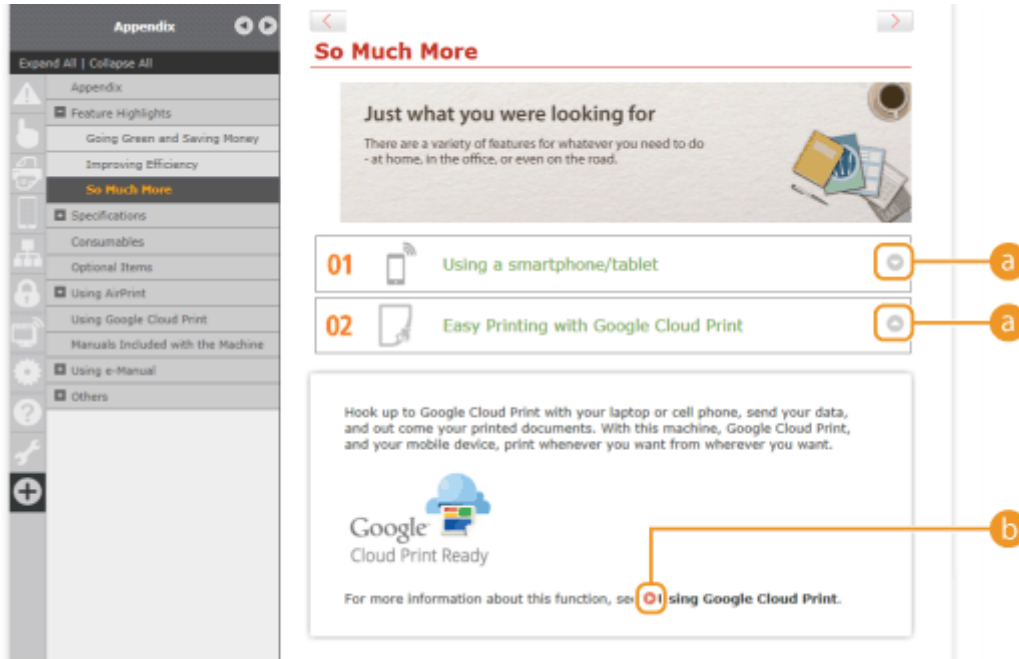 Appendix
Expand All | Collapse All
Appendix
Feature Highlights
Going Green and Saving Money
Improving Efficiency
So Much More
Specifications
Consumables
Optional Items
Using AirPrint
Using Google Cloud Print
Manuals Included with the Machine
Using e-Manual
Others
So Much More
Just what you were looking for
There are a variety of features for whatever you need to do
- at home, in the office, or even on the road.
01 Using a smartphone/tablet
a
02 Easy Printing with Google Cloud Print
a
Hook up to Google Cloud Print with your laptop or cell phone, send your data,
and out come your printed documents. With this machine, Google Cloud Print,
and your mobile device, print whenever you want from wherever you want.
Google
Cloud Print Ready
b
For more information about this function, see Using Google Cloud Print.